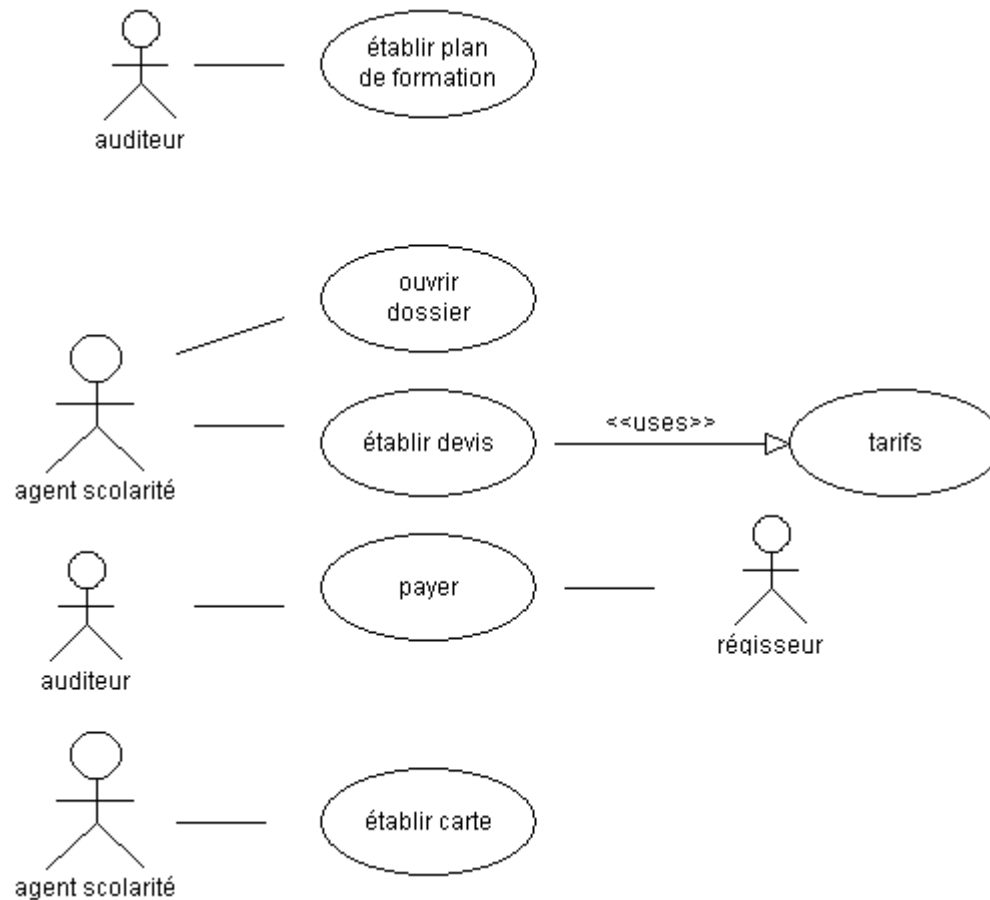 établir plan
de formation
auditeur
ouvrir
dossier
agent scolarité
établir devis
<<uses>>
tarifs
payer
auditeur
régisseur
établir carte
agent scolarité